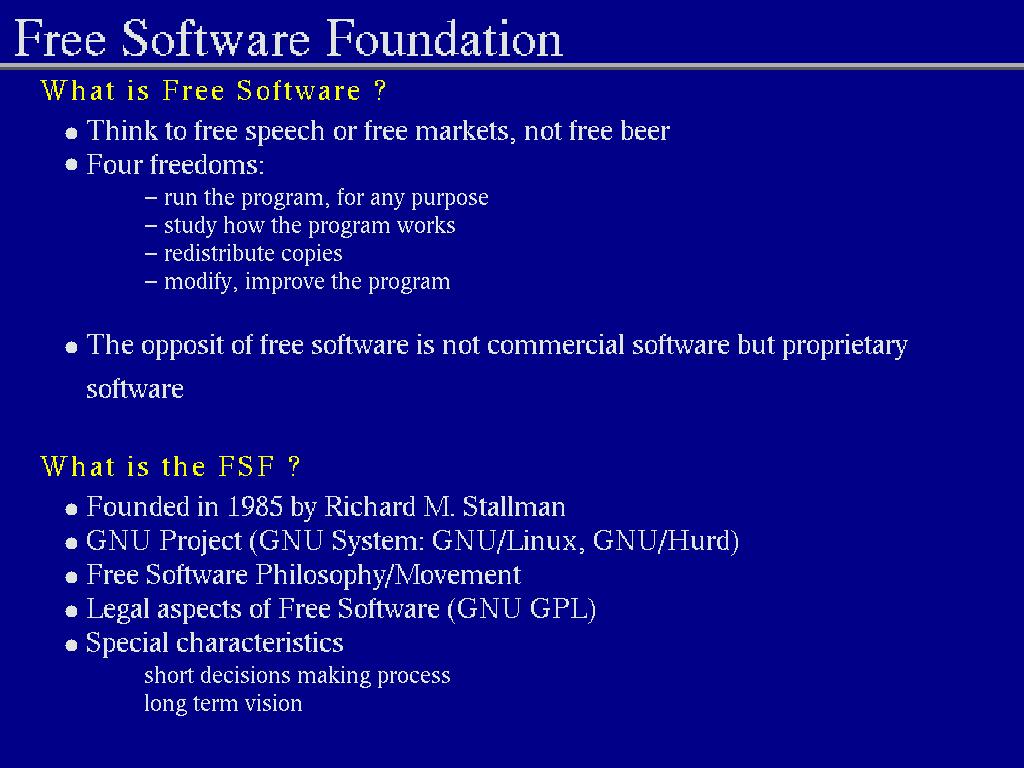 Free Software Foundation
What is Free Software ?
● Think to free speech or free markets, not free beer
● Four freedoms:
– run the program, for any purpose
– study how the program works
– redistribute copies
– modify, improve the program
● The opposit of free software is not commercial software but proprietary
software
What is the FSF ?
● Founded in 1985 by Richard M. Stallman
● GNU Project (GNU System: GNU/Linux, GNU/Hurd)
● Free Software Philosophy/Movement
● Legal aspects of Free Software (GNU GPL)
● Special characteristics
short decisions making process
long term vision